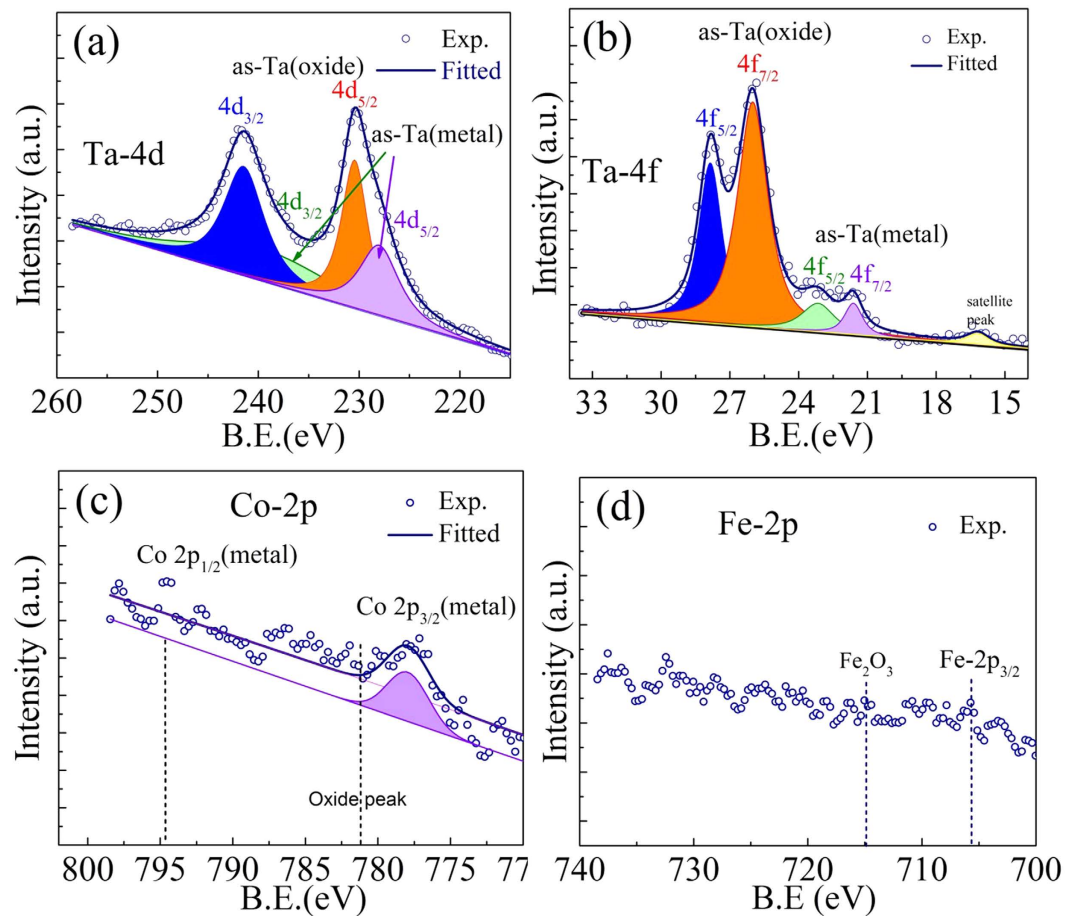 (a)
Exp.
Fitted
as-Ta(oxide)
4d5/2
4d3/2
as-Ta(metal)
Ta-4d
4d3/2
4d5/2
Intensity (a.u.)
260 250 240 230 220
B.E.(eV)
(b)
as-Ta(oxide)
Exp.
Fitted
4f7/2
4f5/2
Ta-4f
as-Ta(metal)
4f5/2
4f7/2
satellite
peak
Intensity (a.u.)
33 30 27 24 21 18 15
B.E.(eV)
(c)
Co-2p
Exp.
Fitted
Co 2p1/2(metal)
Co 2p3/2(metal)
Oxide peak
Intensity (a.u.)
800 795 790 785 780 775 770
B.E.(eV)
(d)
Fe-2p
Exp.
Fe2O3
Fe-2p3/2
Intensity (a.u.)
740 730 720 710 700
B.E (eV)